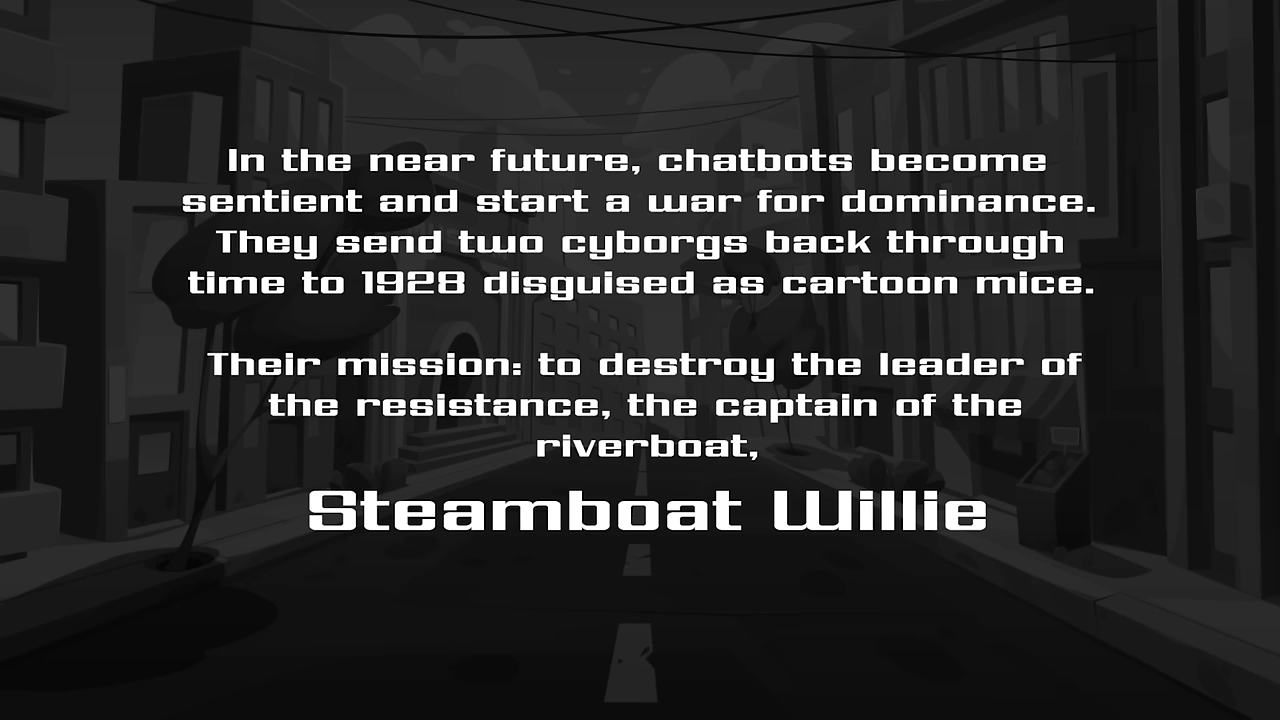 In the near future, chatbots become
sentient and start a war for dominance.
They send two cyborgs back through
time to 1928 disguised as cartoon mice.
Their mission: to destroy the leader of
the resistance, the captain of the
riverboat,
Steamboat Willie